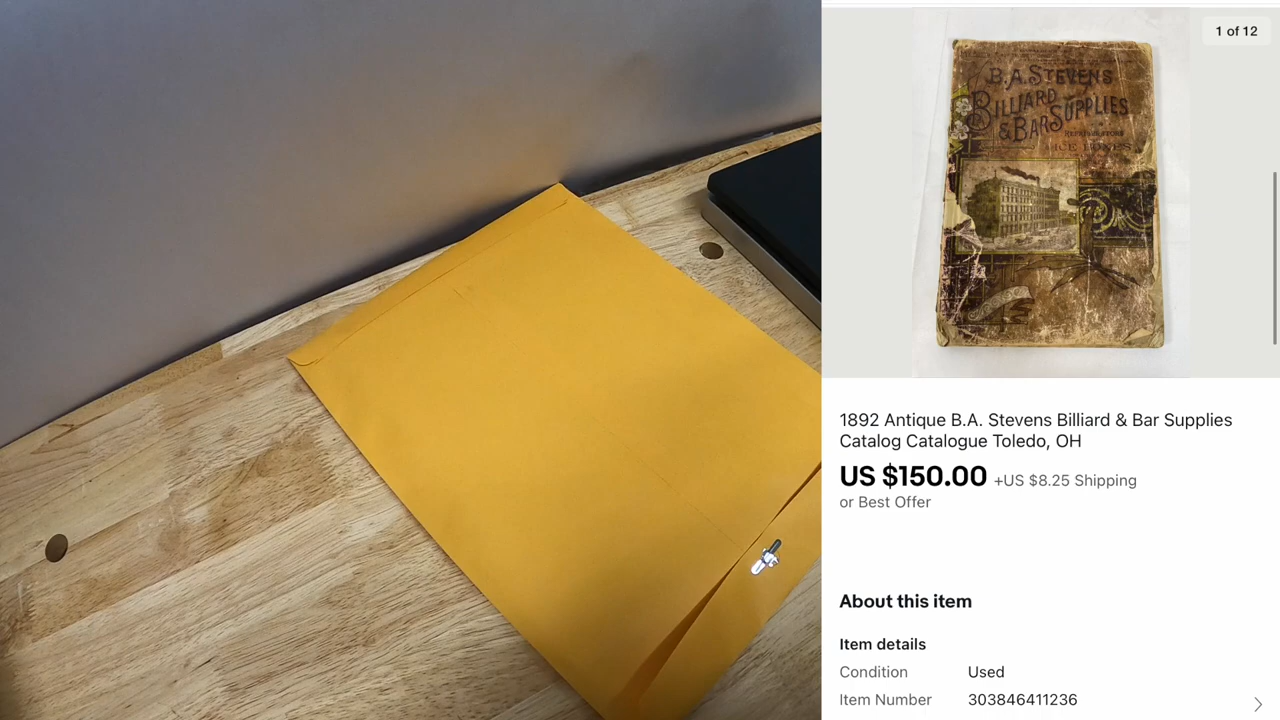 1 of 12
B.A. STEVENS
BILLIARD
& BAR SUPPLIES
REFRIGERATORS
ICE BOXES
1892 Antique B.A. Stevens Billiard & Bar Supplies
Catalog Catalogue Toledo, OH
US $150.00 +US $8.25 Shipping
or Best Offer
About this item
Item details
Condition Used
Item Number 303846411236